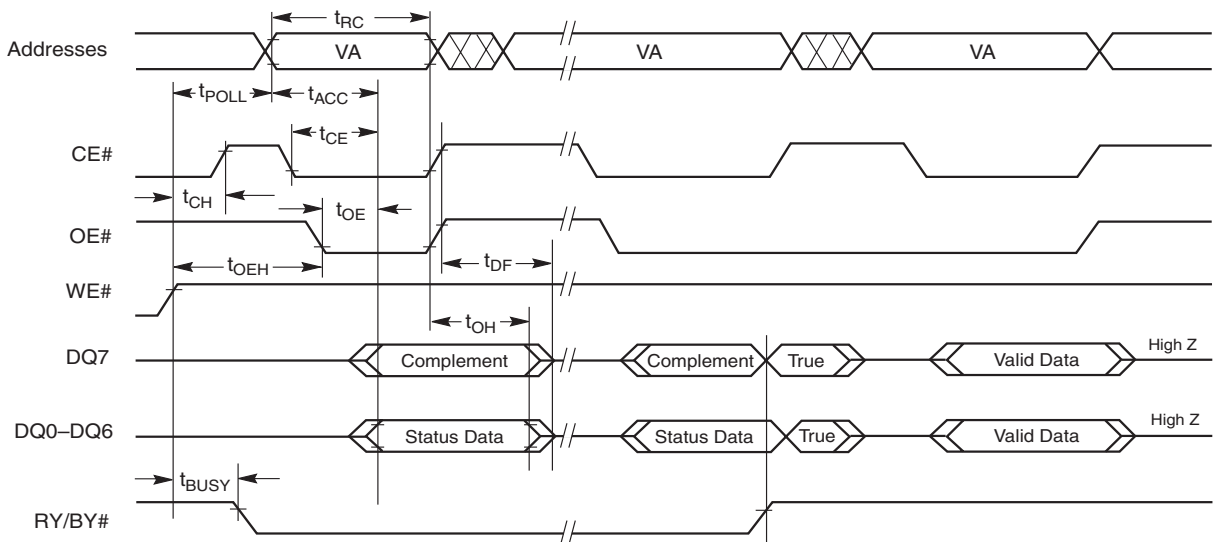 tRC
Addresses VA VA VA
tPOLL tACC
tCE
CE#
tCH
tOE
OE#
tOEH tDF
WE#
tOH
DQ7 Complement Complement True Valid Data High Z
DQ0–DQ6 Status Data Status Data True Valid Data High Z
tBUSY
RY/BY#